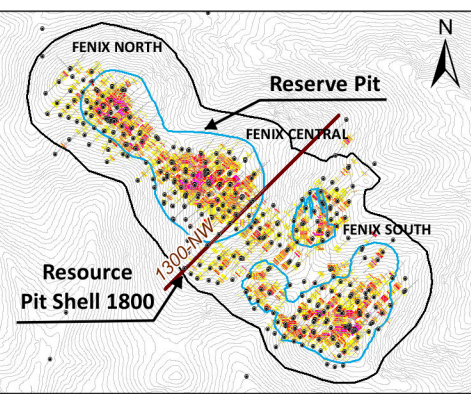 FENIX NORTH
N
Reserve Pit
FENIX CENTRAL
FENIX SOUTH
1300-NW
Resource
Pit Shell 1800